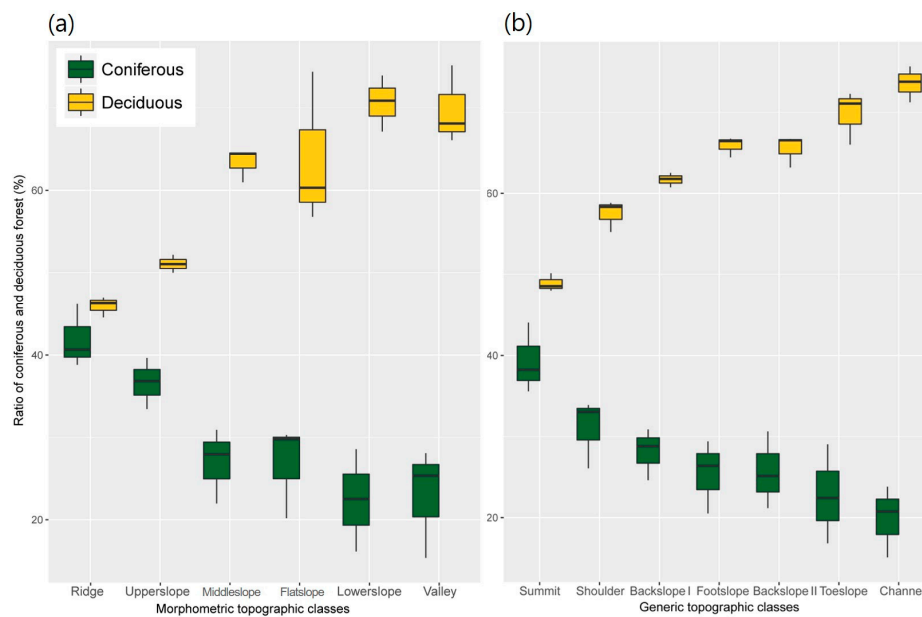 (a)
(b)
Coniferous
Deciduous
Ratio of coniferous and deciduous forest (%)
60
40
20
60
40
20
Ridge Upperslope Middleslope Flatslope Lowerslope Valley
Morphometric topographic classes
Summit Shoulder Backslope I Footslope Backslope II Toeslope Channe
Generic topographic classes